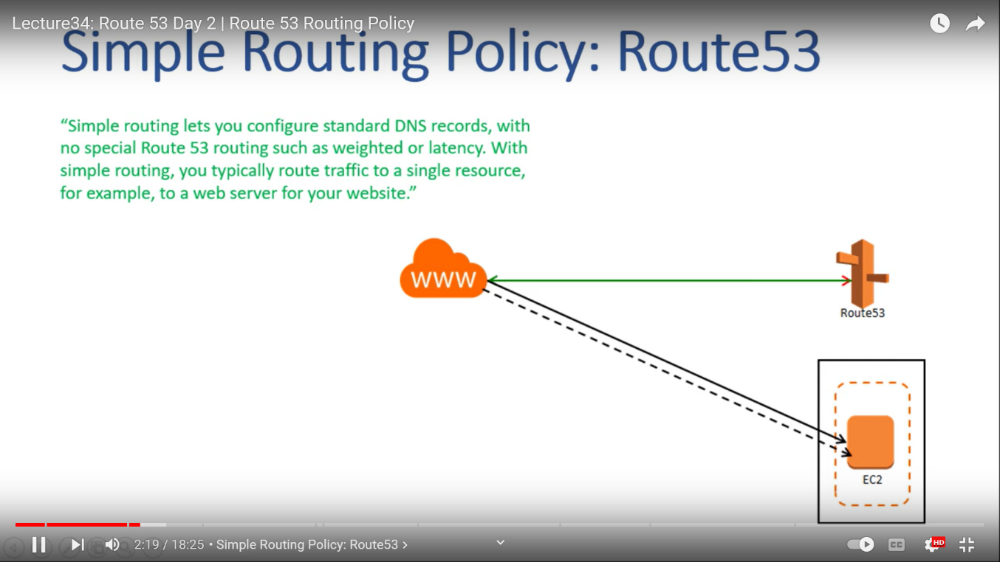 Lecture34: Route 53 Day 2 | Route 53 Routing Policy
Simple Routing Policy: Route53
“Simple routing lets you configure standard DNS records, with
no special Route 53 routing such as weighted or latency. With
simple routing, you typically route traffic to a single resource,
for example, to a web server for your website.”
WWW
Route53
EC2
2:19 / 18:25 • Simple Routing Policy: Route53
CC
HD